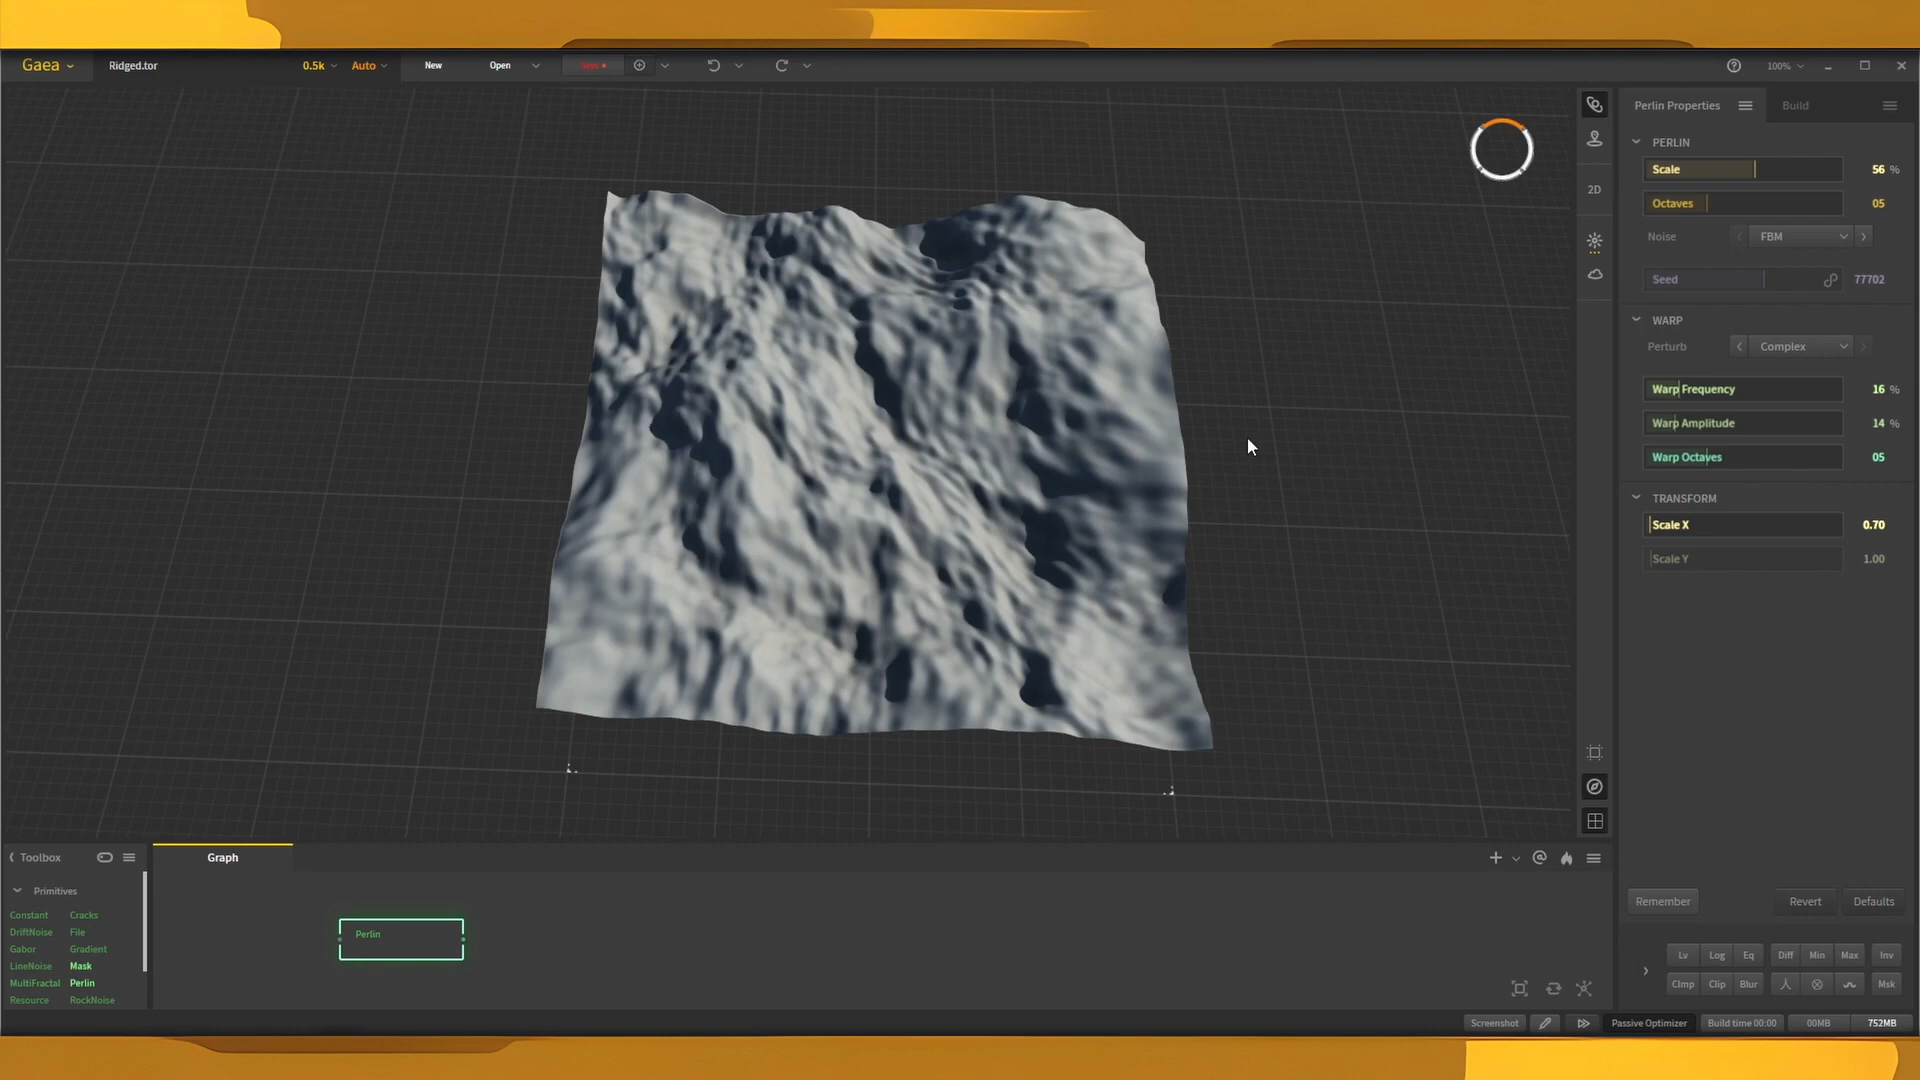 Gaea
Ridged.tor
0.5k
Auto
New
Open
Save
100%
2D
Perlin Properties
Build
PERLIN
Scale 56 %
Octaves 05
Noise FBM
Seed 77702
WARP
Perturb Complex
Warp Frequency 16 %
Warp Amplitude 14 %
Warp Octaves 05
TRANSFORM
Scale X 0.70
Scale Y 1.00
Remember Revert Defaults
Lv Log Eq Diff Min Max Inv
Clmp Clip Blur Msk
Toolbox
Graph
Primitives
Constant Cracks
DriftNoise File
Gabor Gradient
LineNoise Mask
MultiFractal Perlin
Resource RockNoise
Perlin
Screenshot Passive Optimizer Build time 00:00 00MB 752MB